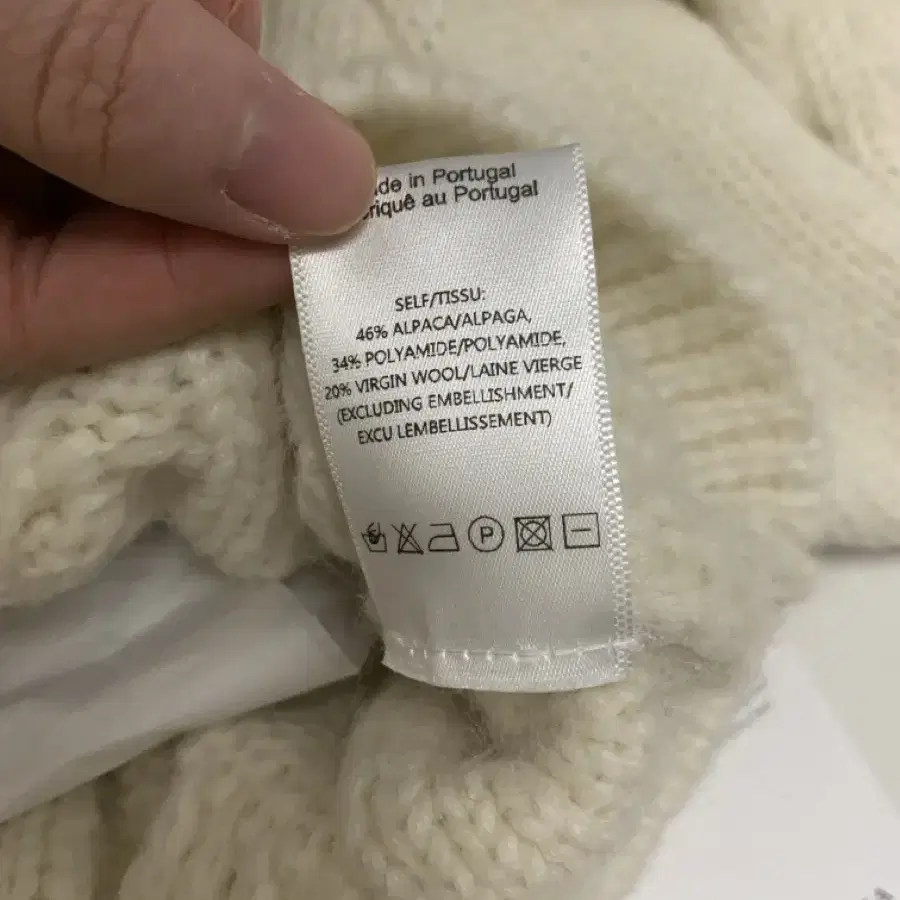 de in Portugal
riquê au Portugal
SELF/TISSU:
46% ALPACA/ALPAGA,
34% POLYAMIDE/POLYAMIDE,
20% VIRGIN WOOL/LAINE VIERGE
(EXCLUDING EMBELLISHMENT/
EXCU LEMBELLISSEMENT)
P